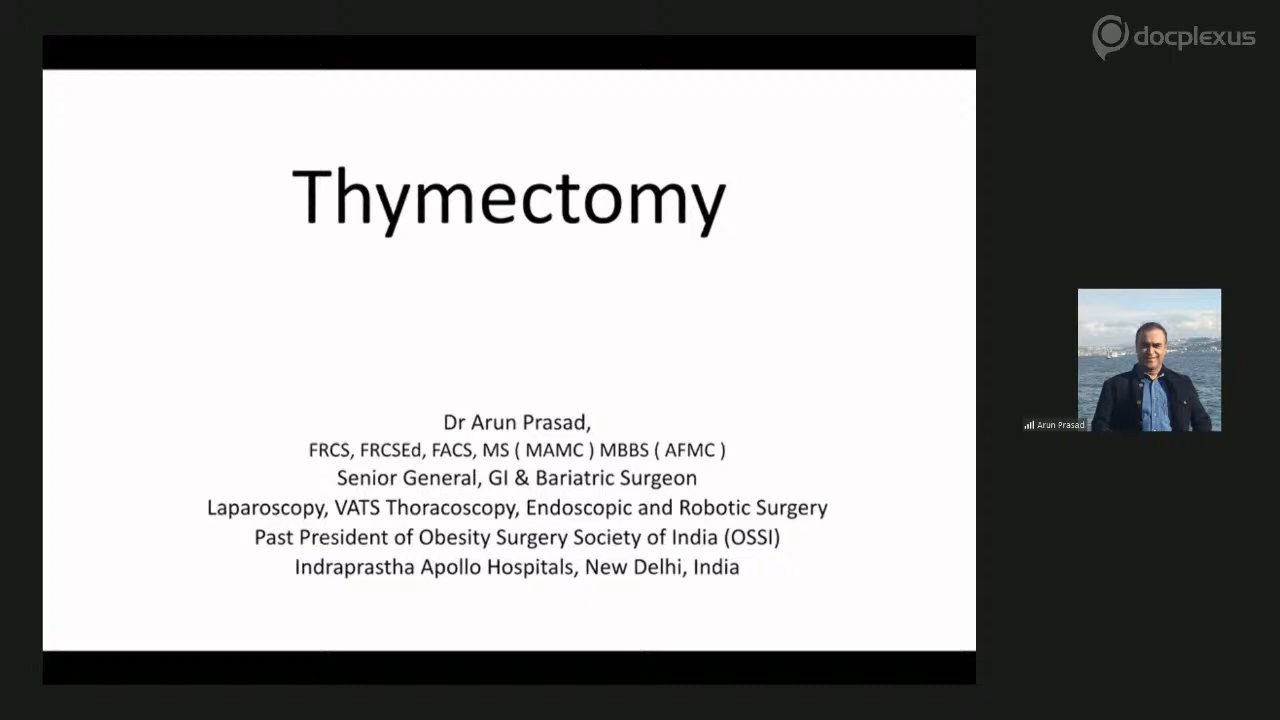 docplexus
Thymectomy
Dr Arun Prasad,
FRCS, FRCSEd, FACS, MS ( MAMC ) MBBS ( AFMC )
Senior General, GI & Bariatric Surgeon
Laparoscopy, VATS Thoracoscopy, Endoscopic and Robotic Surgery
Past President of Obesity Surgery Society of India (OSSI)
Indraprastha Apollo Hospitals, New Delhi, India
Arun Prasad